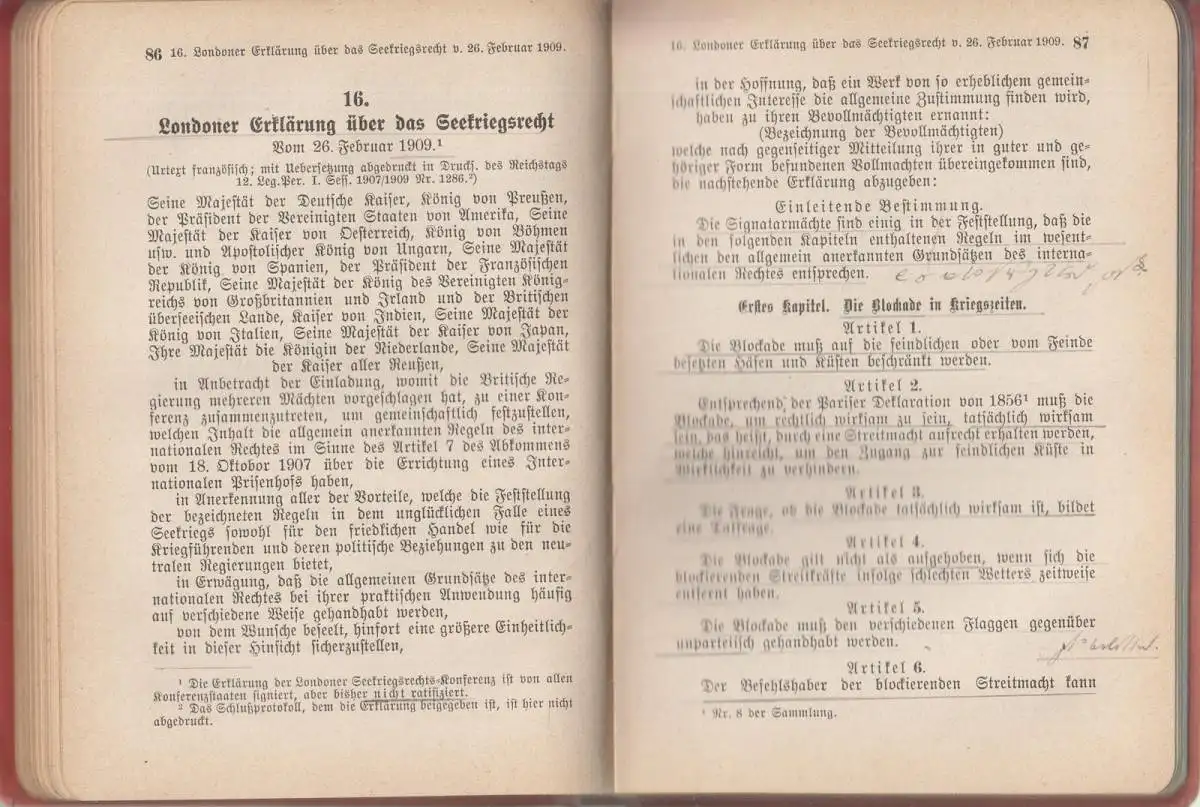 86 16. Londoner Erklärung über das Seekriegsrecht v. 26. Februar 1909.
16.
Londoner Erklärung über das Seekriegsrecht
Vom 26. Februar 1909.¹
(Urtext französisch; mit Uebersetzung abgedruckt in Drucks. des Reichstags
12. Leg.Per. I. Sess. 1907/1909 Nr. 1286.²)
Seine Majestät der Deutsche Kaiser, König von Preußen,
der Präsident der Vereinigten Staaten von Amerika, Seine
Majestät der Kaiser von Oesterreich, König von Böhmen
usw. und Apostolischer König von Ungarn, Seine Majestät
der König von Spanien, der Präsident der Französischen
Republik, Seine Majestät der König des Vereinigten König-
reichs von Großbritannien und Irland und der Britischen
überseeischen Lande, Kaiser von Indien, Seine Majestät der
König von Italien, Seine Majestät der Kaiser von Japan,
Ihre Majestät die Königin der Niederlande, Seine Majestät
der Kaiser aller Reußen,
in Anbetracht der Einladung, womit die Britische Re-
gierung mehreren Mächten vorgeschlagen hat, zu einer Kon-
ferenz zusammenzutreten, um gemeinschaftlich festzustellen,
welchen Inhalt die allgemein anerkannten Regeln des inter-
nationalen Rechtes im Sinne des Artikel 7 des Abkommens
vom 18. Oktobor 1907 über die Errichtung eines Inter-
nationalen Prisenhofs haben,
in Anerkennung aller der Vorteile, welche die Feststellung
der bezeichneten Regeln in dem unglücklichen Falle eines
Seekriegs sowohl für den friedlichen Handel wie für die
Kriegführenden und deren politische Beziehungen zu den neu-
tralen Regierungen bietet,
in Erwägung, daß die allgemeinen Grundsätze des inter-
nationalen Rechtes bei ihrer praktischen Anwendung häufig
auf verschiedene Weise gehandhabt werden,
von dem Wunsche beseelt, hinfort eine größere Einheitlich-
keit in dieser Hinsicht sicherzustellen,
¹ Die Erklärung der Londoner Seekriegsrechts-Konferenz ist von allen
Konferenzstaaten signiert, aber bisher nicht ratifiziert.
² Das Schlußprotokoll, dem die Erklärung beigegeben ist, ist hier nicht
abgedruckt.
16. Londoner Erklärung über das Seekriegsrecht v. 26. Februar 1909. 87
in der Hoffnung, daß ein Werk von so erheblichem gemein-
schaftlichen Interesse die allgemeine Zustimmung finden wird,
haben zu ihren Bevollmächtigten ernannt:
(Bezeichnung der Bevollmächtigten)
welche nach gegenseitiger Mitteilung ihrer in guter und ge-
höriger Form befundenen Vollmachten übereingekommen sind,
die nachstehende Erklärung abzugeben:
Einleitende Bestimmung.
Die Signatarmächte sind einig in der Feststellung, daß die
in den folgenden Kapiteln enthaltenen Regeln im wesent-
lichen den allgemein anerkannten Grundsätzen des interna-
tionalen Rechtes entsprechen.
Erstes Kapitel. Die Blockade in Kriegszeiten.
Artikel 1.
Die Blockade muß auf die feindlichen oder vom Feinde
besetzten Häfen und Küsten beschränkt werden.
Artikel 2.
Entsprechend der Pariser Deklaration von 1856¹ muß die
Blockade, um rechtlich wirksam zu sein, tatsächlich wirksam
sein, das heißt, durch eine Streitmacht aufrecht erhalten werden,
welche hinreicht, um den Zugang zur feindlichen Küste in
Wirklichkeit zu verhindern.
Artikel 3.
Die Frage, ob die Blockade tatsächlich wirksam ist, bildet
eine Tatfrage.
Artikel 4.
Die Blockade gilt nicht als aufgehoben, wenn sich die
blockierenden Streitkräfte infolge schlechten Wetters zeitweise
entfernt haben.
Artikel 5.
Die Blockade muß den verschiedenen Flaggen gegenüber
unparteiisch gehandhabt werden.
Artikel 6.
Der Befehlshaber der blockierenden Streitmacht kann
¹ Nr. 8 der Sammlung.